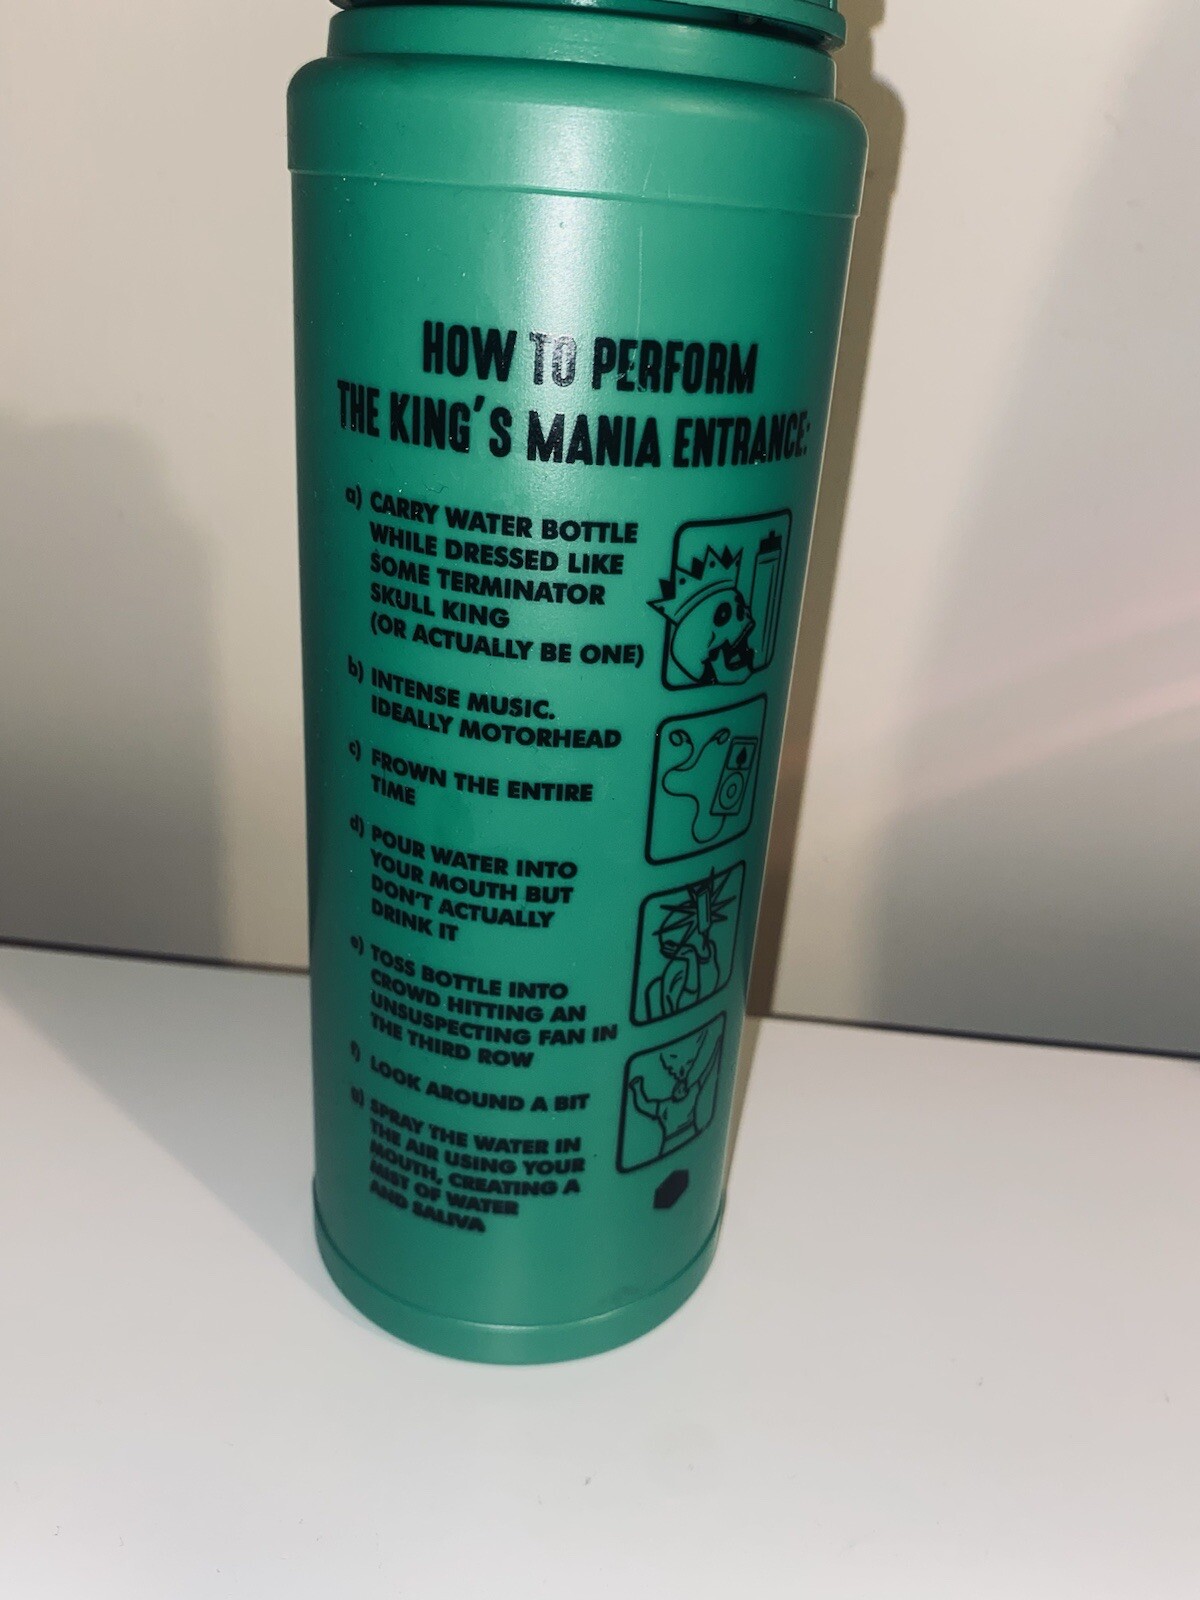 HOW TO PERFORM
THE KING'S MANIA ENTRANCE:
a) CARRY WATER BOTTLE
WHILE DRESSED LIKE
SOME TERMINATOR
SKULL KING
(OR ACTUALLY BE ONE)
b) INTENSE MUSIC.
IDEALLY MOTORHEAD
c) FROWN THE ENTIRE
TIME
d) POUR WATER INTO
YOUR MOUTH BUT
DON'T ACTUALLY
DRINK IT
e) TOSS BOTTLE INTO
CROWD HITTING AN
UNSUSPECTING FAN IN
THE THIRD ROW
f) LOOK AROUND A BIT
g) SPRAY THE WATER IN
THE AIR USING YOUR
MOUTH, CREATING A
MIST OF WATER
AND SALIVA